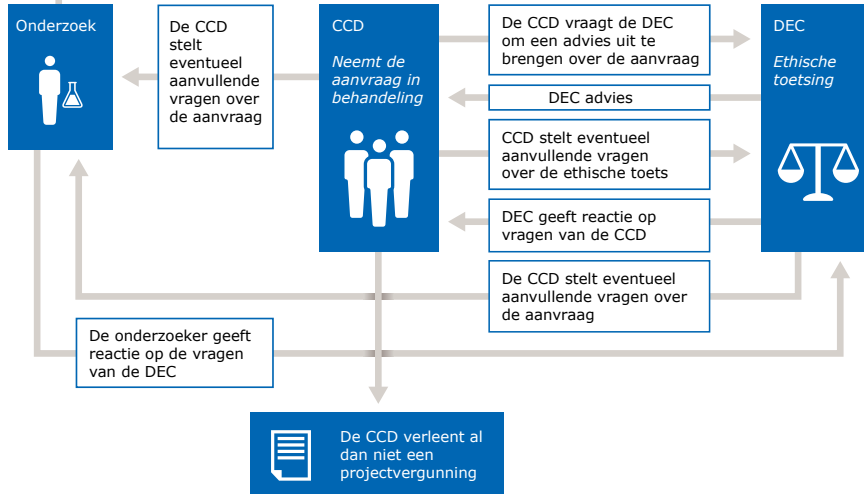 Onderzoek
De CCD
stelt
eventueel
aanvullende
vragen over
de aanvraag
CCD
Neemt de
aanvraag in
behandeling
De CCD vraagt de DEC
om een advies uit te
brengen over de aanvraag
DEC advies
CCD stelt eventueel
aanvullende vragen
over de ethische toets
DEC geeft reactie op
vragen van de CCD
De CCD stelt eventueel
aanvullende vragen over
de aanvraag
DEC
Ethische
toetsing
De onderzoeker geeft
reactie op de vragen
van de DEC
De CCD verleent al
dan niet een
projectvergunning